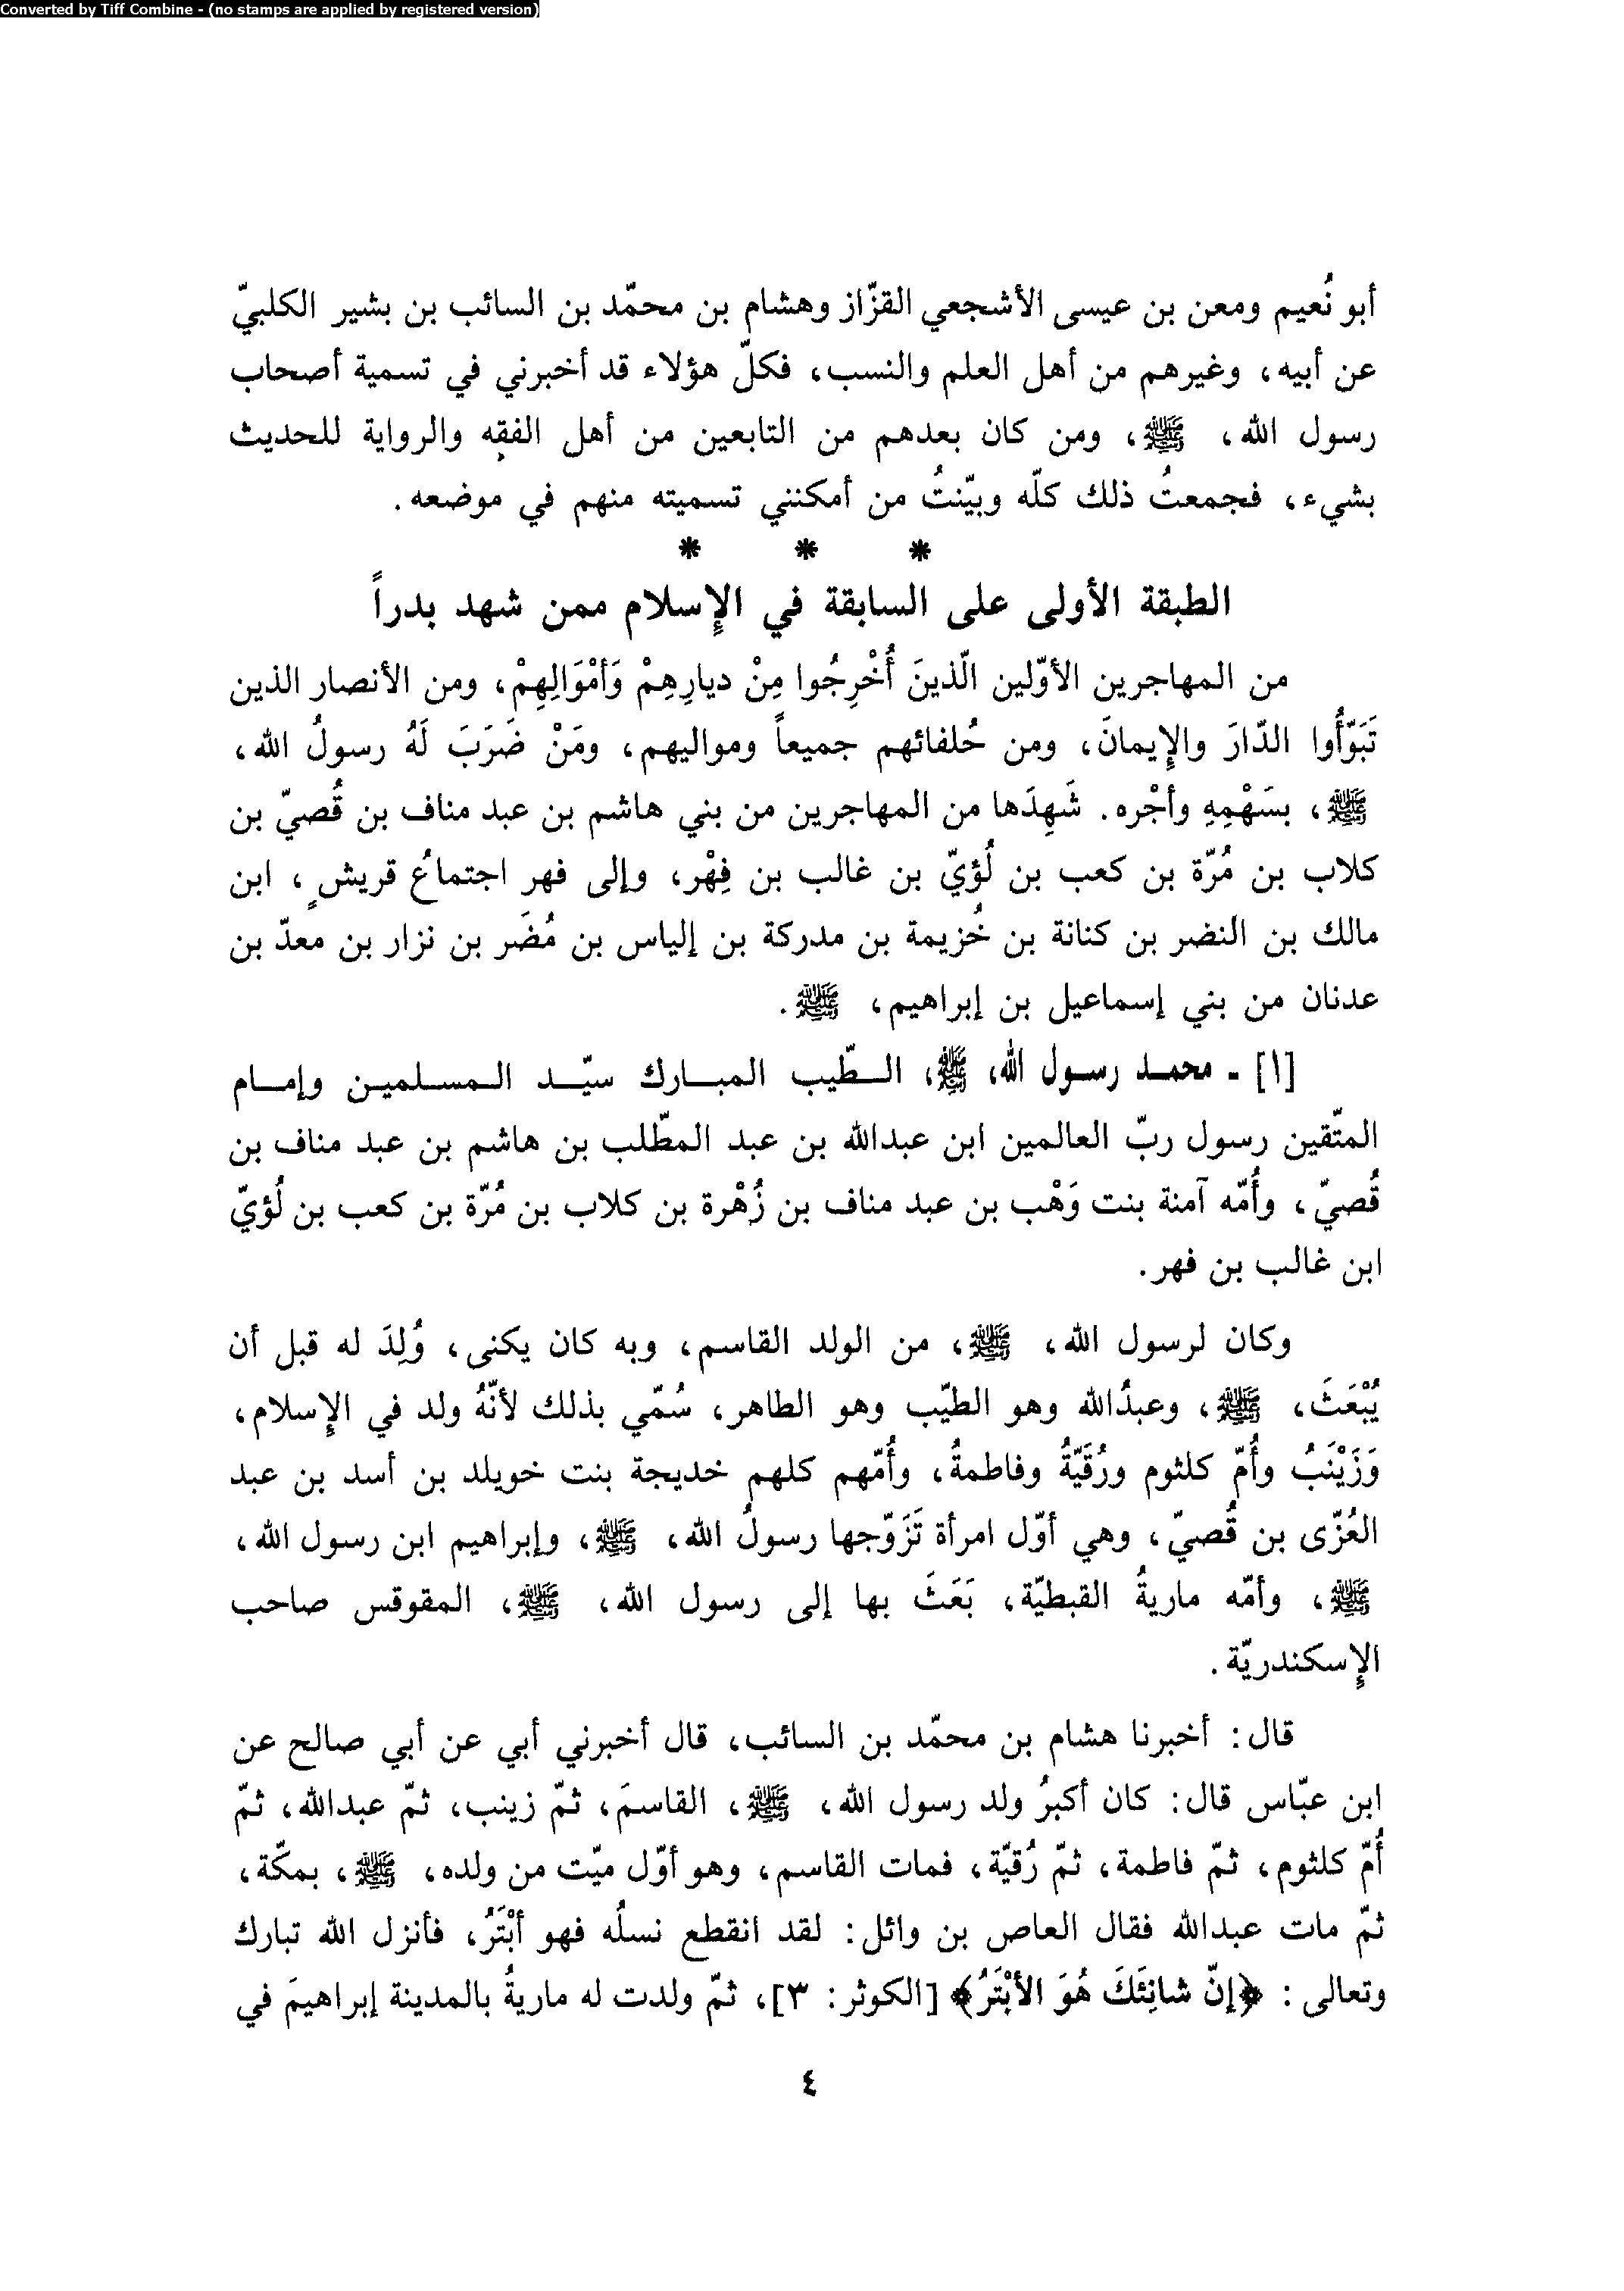 Converted by Tiff Combine - (no stamps are applied by registered version)
أبو نُعيم ومعن بن عيسى الأشجعي القزّاز وهشام بن محمّد بن السائب بن بشير الكلبيّ
عن أبيه، وغيرهم من أهل العلم والنسب، فكلّ هؤلاء قد أخبرني في تسمية أصحاب
رسول الله، ﷺ، ومن كان بعدهم من التابعين من أهل الفقِه والرواية للحديث
بشيء، فجمعتُ ذلك كلّه وبيّنتُ من أمكنني تسميته منهم في موضعه.
* * *
الطبقة الأولى على السابقة في الإِسلام ممن شهد بدراً
من المهاجرين الأوّلين الّذينَ أُخْرِجُوا مِنْ ديارِهِمْ وَأمْوَالِهِمْ، ومن الأنصار الذين
تَبَوّأُوا الدّارَ والإِيمانَ، ومن حُلفائهم جميعاً ومواليهم، ومَنْ ضَرَبَ لَهُ رسولُ الله،
ﷺ، بسَهْمِهِ وأجْره. شَهِدَها من المهاجرين من بني هاشم بن عبد مناف بن قُصيّ بن
كلاب بن مُرّة بن كعب بن لُؤيّ بن غالب بن فِهْر، وإلى فهر اجتماعُ قريشٍ، ابن
مالك بن النضر بن كنانة بن خُزيمة بن مدركة بن إلياس بن مُضَر بن نزار بن معدّ بن
عدنان من بني إسماعيل بن إبراهيم، ﷺ.
[١] - محمد رسول الله، ﷺ، الطّيب المبارك سيّد المسلمين وإمام
المتّقين رسول ربّ العالمين ابن عبدالله بن عبد المطّلب بن هاشم بن عبد مناف بن
قُصيّ، وأُمّه آمنة بنت وَهْب بن عبد مناف بن زُهْرة بن كلاب بن مُرّة بن كعب بن لُؤيّ
ابن غالب بن فهر.
وكان لرسول الله، ﷺ، من الولد القاسم، وبه كان يكنى، وُلِدَ له قبل أن
يُبْعَثَ، ﷺ، وعبدُالله وهو الطيّب وهو الطاهر، سُمّي بذلك لأنّهُ ولد في الإِسلام،
وَزَيْنَبُ وأُمّ كلثوم ورُقَيّةُ وفاطمةُ، وأُمّهم كلهم خديجة بنت خويلد بن أسد بن عبد
العُزّى بن قُصيّ، وهي أوّل امرأة تَزَوّجها رسولُ الله، ﷺ، وإبراهيم ابن رسول الله،
ﷺ، وأمّه ماريةُ القبطيّة، بَعَثَ بها إلى رسول الله، ﷺ، المقوقس صاحب
الإِسكندريّة.
قال: أخبرنا هشام بن محمّد بن السائب، قال أخبرني أبي عن أبي صالح عن
ابن عبّاس قال: كان أكبرُ ولد رسول الله، ﷺ، القاسمَ، ثمّ زينب، ثمّ عبدالله، ثمّ
أُمّ كلثوم، ثمّ فاطمة، ثمّ رُقيّة، فمات القاسم، وهو أوّل ميّت من ولده، ﷺ، بمكّة،
ثمّ مات عبدالله فقال العاص بن وائل: لقد انقطع نسلُه فهو أبْتَرُ، فأنزل الله تبارك
وتعالى: ﴿إنّ شانِئَكَ هُوَ الأبْتَرُ﴾ [الكوثر: ٣]، ثمّ ولدت له ماريةُ بالمدينة إبراهيمَ في
٤